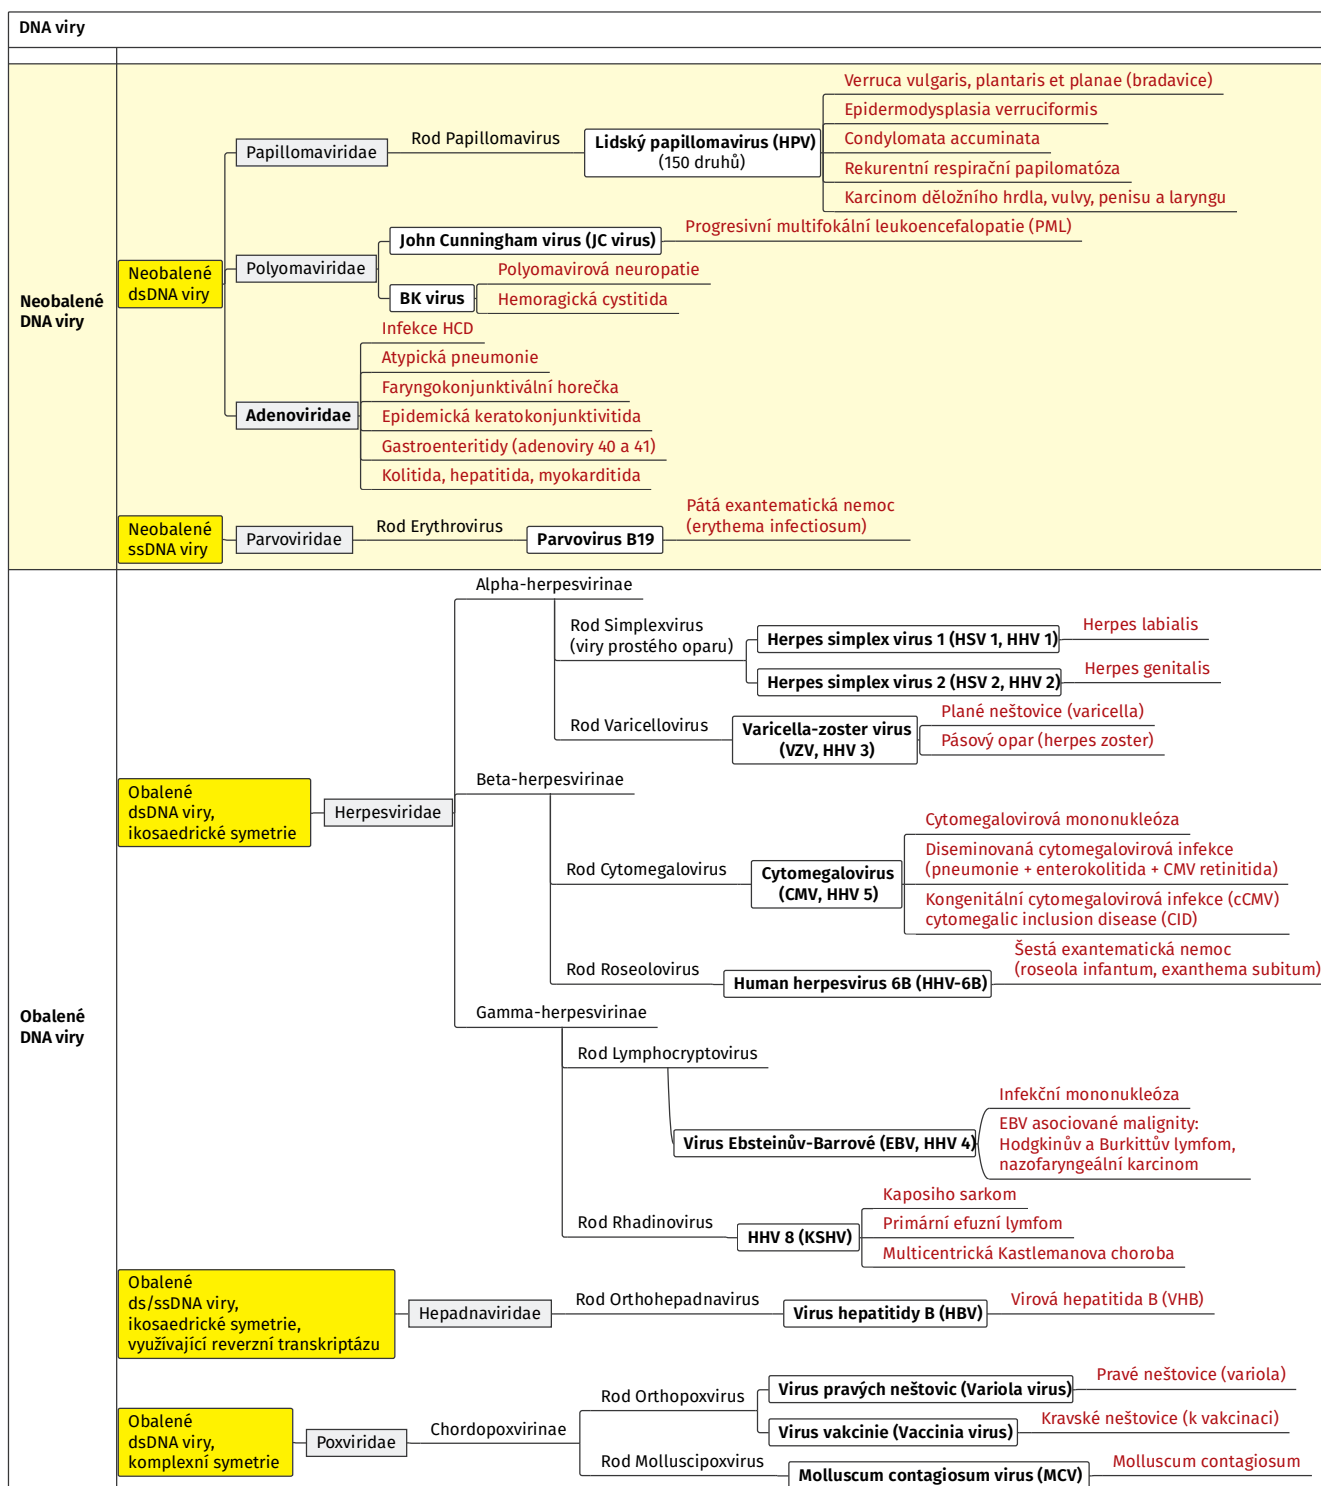 DNA viry
Neobalené
DNA viry
Neobalené
dsDNA viry
Papillomaviridae
Rod Papillomavirus
Lidský papillomavirus (HPV)
(150 druhů)
Verruca vulgaris, plantaris et planae (bradavice)
Epidermodysplasia verruciformis
Condylomata accuminata
Rekurentní respirační papilomatóza
Karcinom děložního hrdla, vulvy, penisu a laryngu
Polyomaviridae
John Cunningham virus (JC virus)
Progresivní multifokální leukoencefalopatie (PML)
BK virus
Polyomavirová neuropatie
Hemoragická cystitida
Adenoviridae
Infekce HCD
Atypická pneumonie
Faryngokonjunktivální horečka
Epidemická keratokonjunktivitida
Gastroenteritidy (adenoviry 40 a 41)
Kolitida, hepatitida, myokarditida
Neobalené
ssDNA viry
Parvoviridae
Rod Erythrovirus
Parvovirus B19
Pátá exantematická nemoc
(erythema infectiosum)
Obalené
DNA viry
Obalené
dsDNA viry,
ikosaedrické symetrie
Herpesviridae
Alpha-herpesvirinae
Rod Simplexvirus
(viry prostého oparu)
Herpes simplex virus 1 (HSV 1, HHV 1)
Herpes labialis
Herpes simplex virus 2 (HSV 2, HHV 2)
Herpes genitalis
Rod Varicellovirus
Varicella-zoster virus
(VZV, HHV 3)
Plané neštovice (varicella)
Pásový opar (herpes zoster)
Beta-herpesvirinae
Rod Cytomegalovirus
Cytomegalovirus
(CMV, HHV 5)
Cytomegalovirová mononukleóza
Diseminovaná cytomegalovirová infekce
(pneumonie + enterokolitida + CMV retinitida)
Kongenitální cytomegalovirová infekce (cCMV)
cytomegalic inclusion disease (CID)
Rod Roseolovirus
Human herpesvirus 6B (HHV-6B)
Šestá exantematická nemoc
(roseola infantum, exanthema subitum)
Gamma-herpesvirinae
Rod Lymphocryptovirus
Virus Ebsteinův-Barrové (EBV, HHV 4)
Infekční mononukleóza
EBV asociované malignity:
Hodgkinův a Burkittův lymfom,
nazofaryngeální karcinom
Rod Rhadinovirus
HHV 8 (KSHV)
Kaposiho sarkom
Primární efuzní lymfom
Multicentrická Kastlemanova choroba
Obalené
ds/ssDNA viry,
ikosaedrické symetrie,
využívající reverzní transkriptázu
Hepadnaviridae
Rod Orthohepadnavirus
Virus hepatitidy B (HBV)
Virová hepatitida B (VHB)
Obalené
dsDNA viry,
komplexní symetrie
Poxviridae
Chordopoxvirinae
Rod Orthopoxvirus
Virus pravých neštovic (Variola virus)
Pravé neštovice (variola)
Virus vakcinie (Vaccinia virus)
Kravské neštovice (k vakcinaci)
Rod Molluscipoxvirus
Molluscum contagiosum virus (MCV)
Molluscum contagiosum